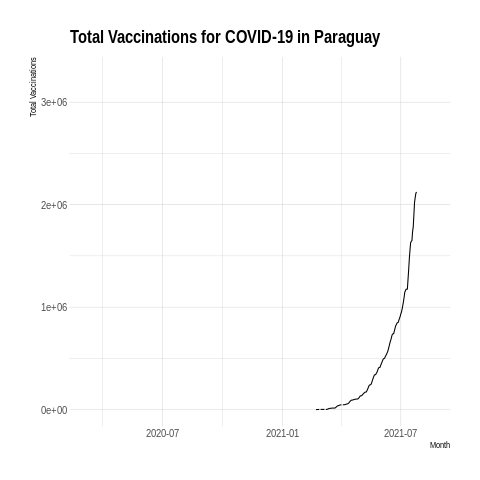 Total Vaccinations for COVID-19 in Paraguay
Total Vaccinations
3e+06
2e+06
1e+06
0e+00
2020-07 2021-01 2021-07
Month